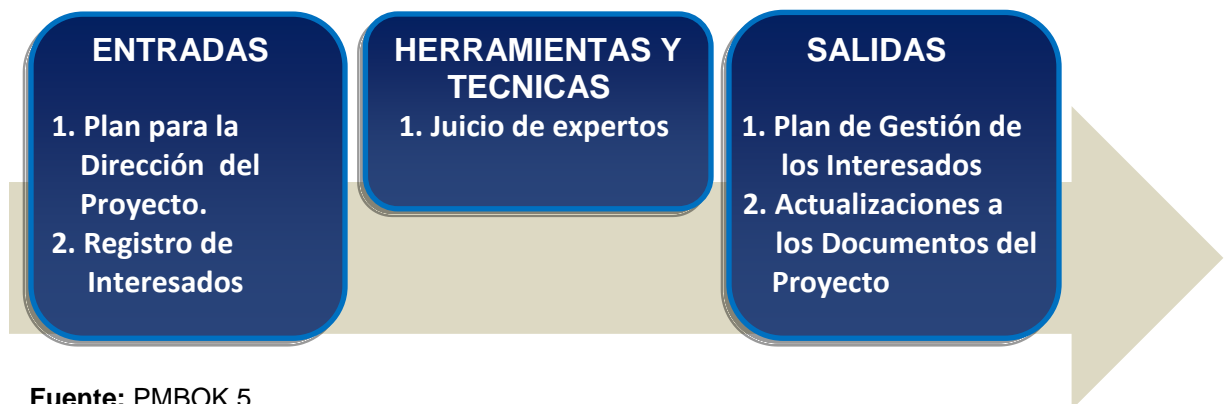 ENTRADAS
1. Plan para la
Dirección del
Proyecto.
2. Registro de
Interesados
HERRAMIENTAS Y
TECNICAS
1. Juicio de expertos
SALIDAS
1. Plan de Gestión de
los Interesados
2. Actualizaciones a
los Documentos del
Proyecto
Fuente: PMBOK 5